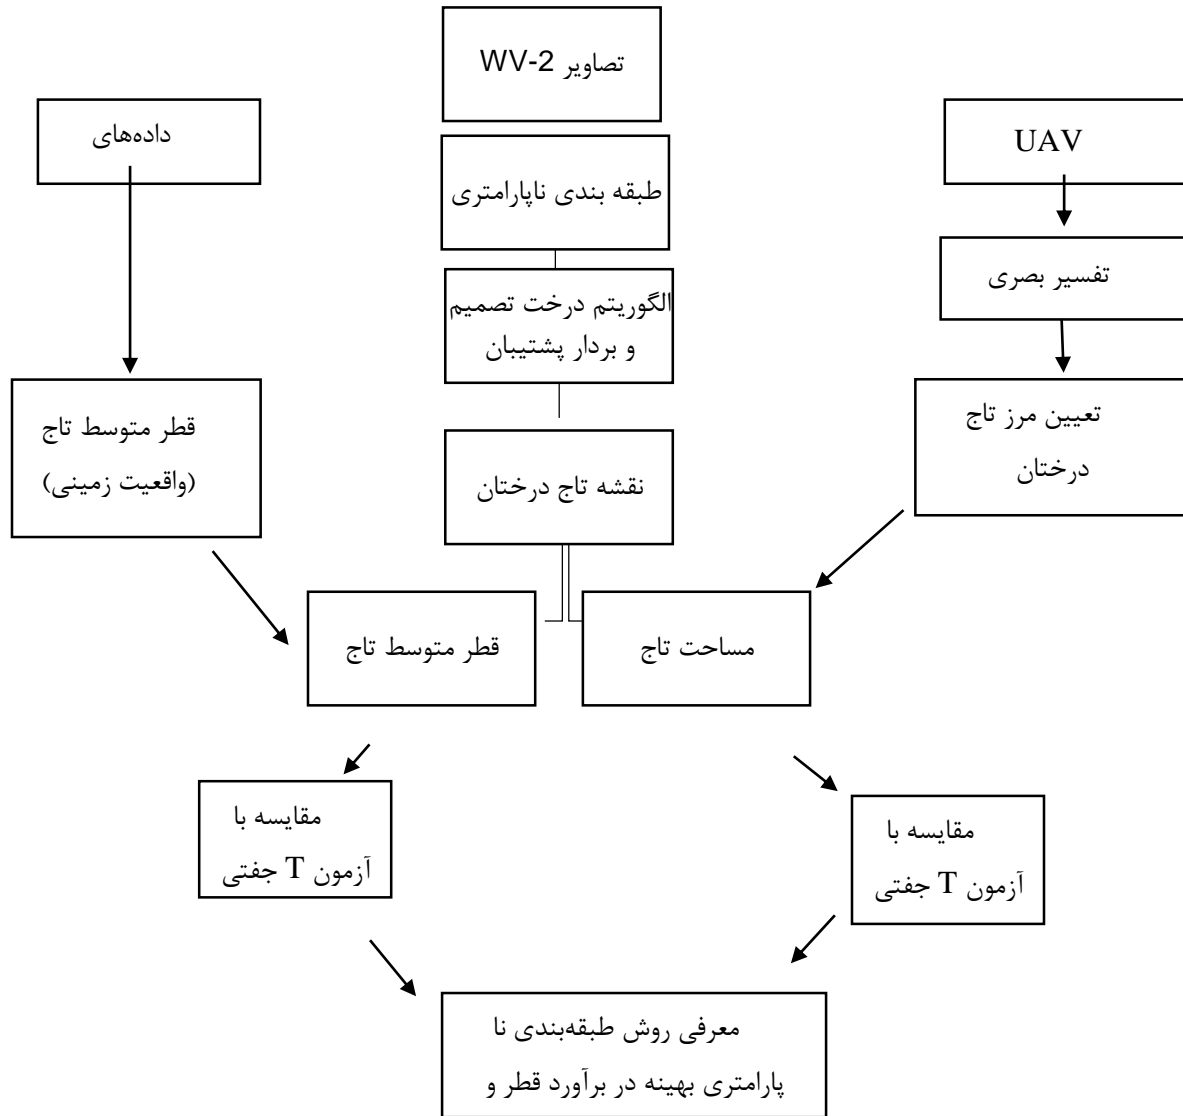 تصاویر WV-2
داده‌های
UAV
طبقه بندی ناپارامتری
تفسیر بصری
الگوریتم درخت تصمیم
و بردار پشتیبان
قطر متوسط تاج
(واقعیت زمینی)
نقشه تاج درختان
تعیین مرز تاج
درختان
قطر متوسط تاج
مساحت تاج
مقایسه با
آزمون T جفتی
مقایسه با
آزمون T جفتی
معرفی روش طبقه‌بندی نا
پارامتری بهینه در برآورد قطر و